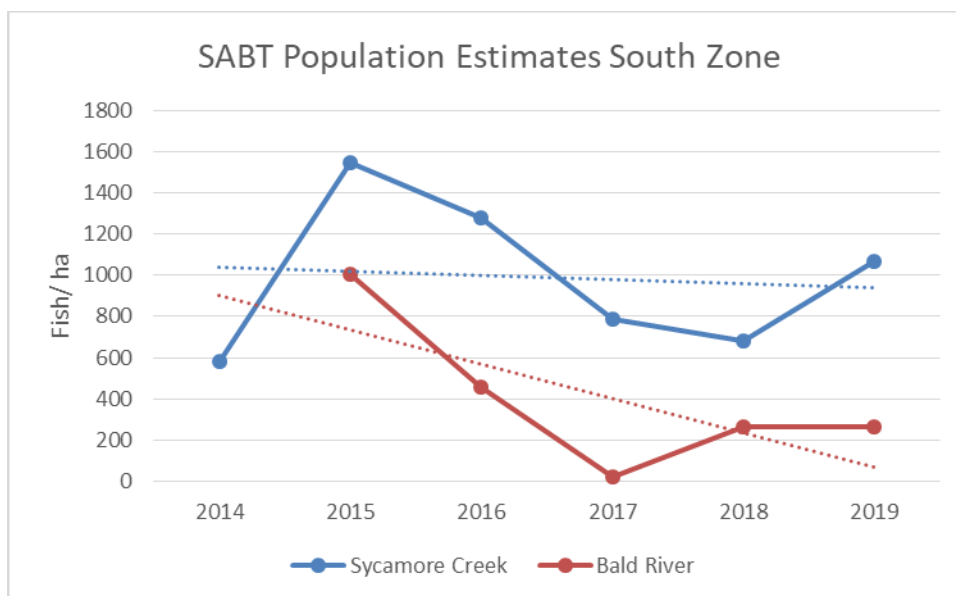 SABT Population Estimates South Zone
Fish/ ha
1800
1600
1400
1200
1000
800
600
400
200
0
2014 2015 2016 2017 2018 2019
Sycamore Creek Bald River